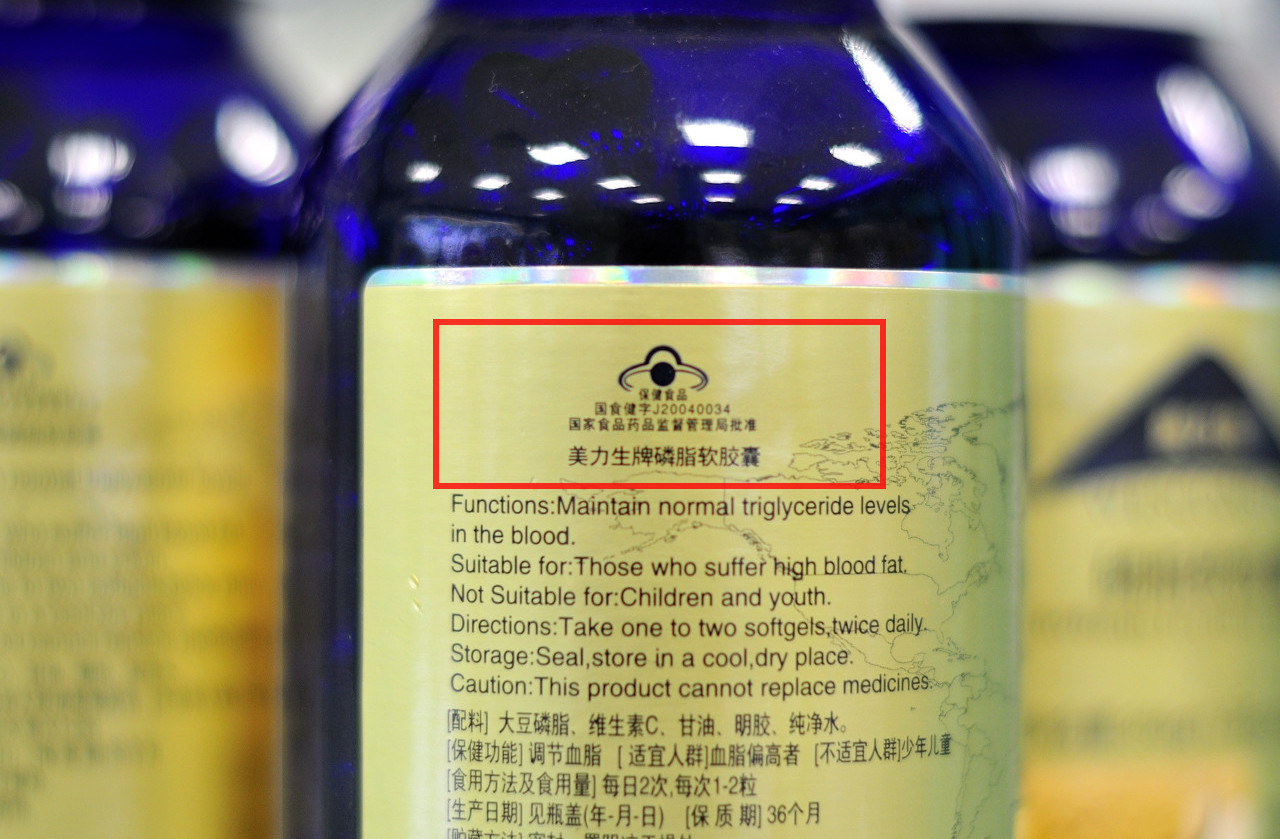 保健食品
国食健字J20040034
国家食品药品监督管理局批准
美力生牌磷脂软胶囊
Functions:Maintain normal triglyceride levels
in the blood.
Suitable for:Those who suffer high blood fat.
Not Suitable for:Children and youth.
Directions:Take one to two softgels,twice daily.
Storage:Seal,store in a cool,dry place.
Caution:This product cannot replace medicines.
[配料] 大豆磷脂、维生素C、甘油、明胶、纯净水。
[保健功能] 调节血脂 [ 适宜人群]血脂偏高者 [不适宜人群]少年儿童
[食用方法及食用量] 每日2次,每次1-2粒
[生产日期] 见瓶盖(年-月-日) [保 质 期] 36个月